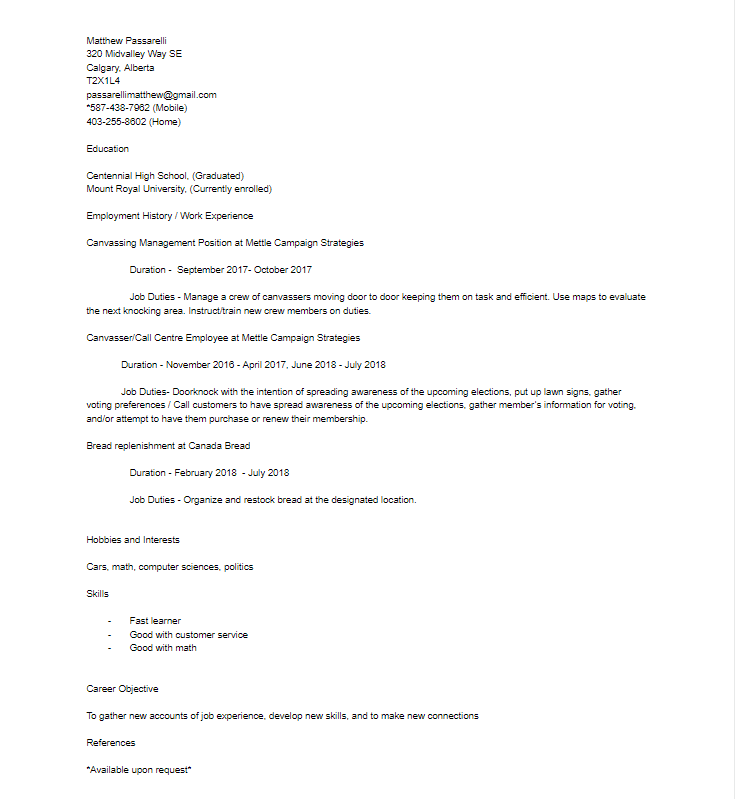 Matthew Passarelli
320 Midvalley Way SE
Calgary, Alberta
T2X1L4
passarellimatthew@gmail.com
*587-438-7962 (Mobile)
403-255-8602 (Home)
Education
Centennial High School, (Graduated)
Mount Royal University, (Currently enrolled)
Employment History / Work Experience
Canvassing Management Position at Mettle Campaign Strategies
Duration -  September 2017- October 2017
Job Duties - Manage a crew of canvassers moving door to door keeping them on task and efficient. Use maps to evaluate
the next knocking area. Instruct/train new crew members on duties.
Canvasser/Call Centre Employee at Mettle Campaign Strategies
Duration - November 2016 - April 2017, June 2018 - July 2018
Job Duties- Doorknock with the intention of spreading awareness of the upcoming elections, put up lawn signs, gather
voting preferences / Call customers to have spread awareness of the upcoming elections, gather member's information for voting,
and/or attempt to have them purchase or renew their membership.
Bread replenishment at Canada Bread
Duration - February 2018  - July 2018
Job Duties - Organize and restock bread at the designated location.
Hobbies and Interests
Cars, math, computer sciences, politics
Skills
- Fast learner
- Good with customer service
- Good with math
Career Objective
To gather new accounts of job experience, develop new skills, and to make new connections
References
*Available upon request*